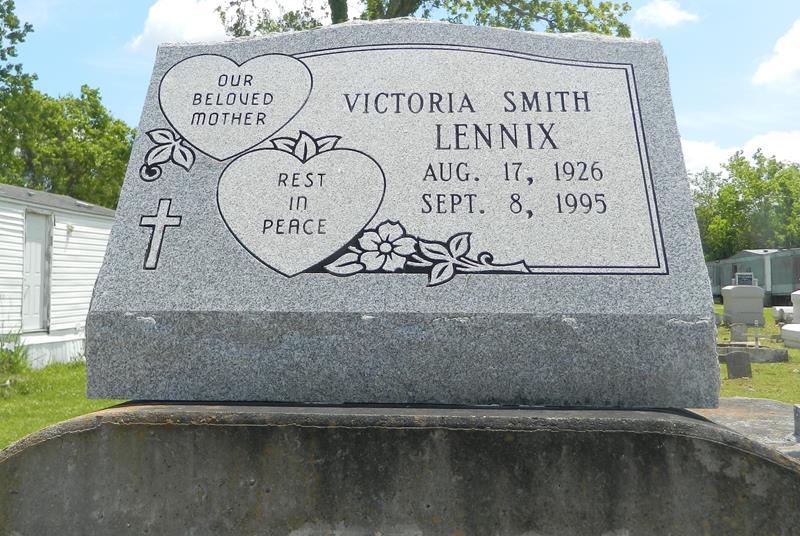 OUR
BELOVED
MOTHER
REST
IN
PEACE
VICTORIA SMITH
LENNIX
AUG. 17, 1926
SEPT. 8, 1995